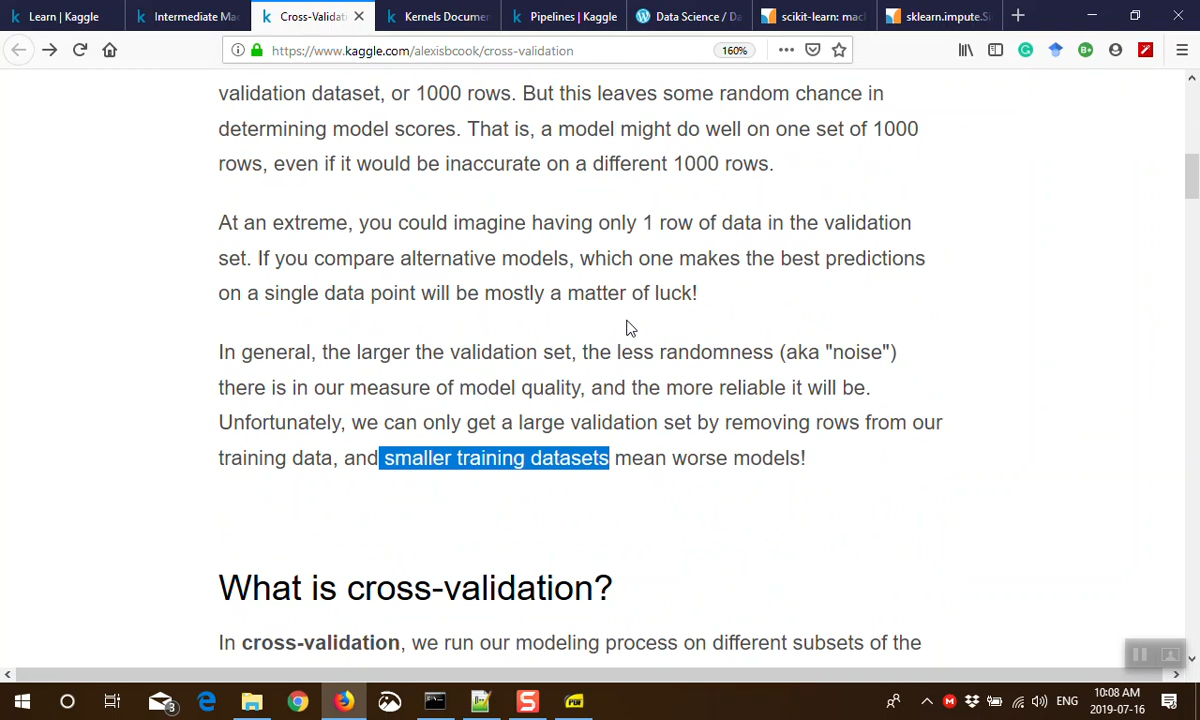 Learn | Kaggle
Intermediate Ma
Cross-Validati
Kernels Docume
Pipelines | Kaggle
Data Science / Da
scikit-learn: mac
sklearn.impute.Si
https://www.kaggle.com/alexisbcook/cross-validation
160%
validation dataset, or 1000 rows. But this leaves some random chance in
determining model scores. That is, a model might do well on one set of 1000
rows, even if it would be inaccurate on a different 1000 rows.
At an extreme, you could imagine having only 1 row of data in the validation
set. If you compare alternative models, which one makes the best predictions
on a single data point will be mostly a matter of luck!
In general, the larger the validation set, the less randomness (aka "noise")
there is in our measure of model quality, and the more reliable it will be.
Unfortunately, we can only get a large validation set by removing rows from our
training data, and smaller training datasets mean worse models!
What is cross-validation?
In cross-validation, we run our modeling process on different subsets of the
ENG
10:08 AM
2019-07-16